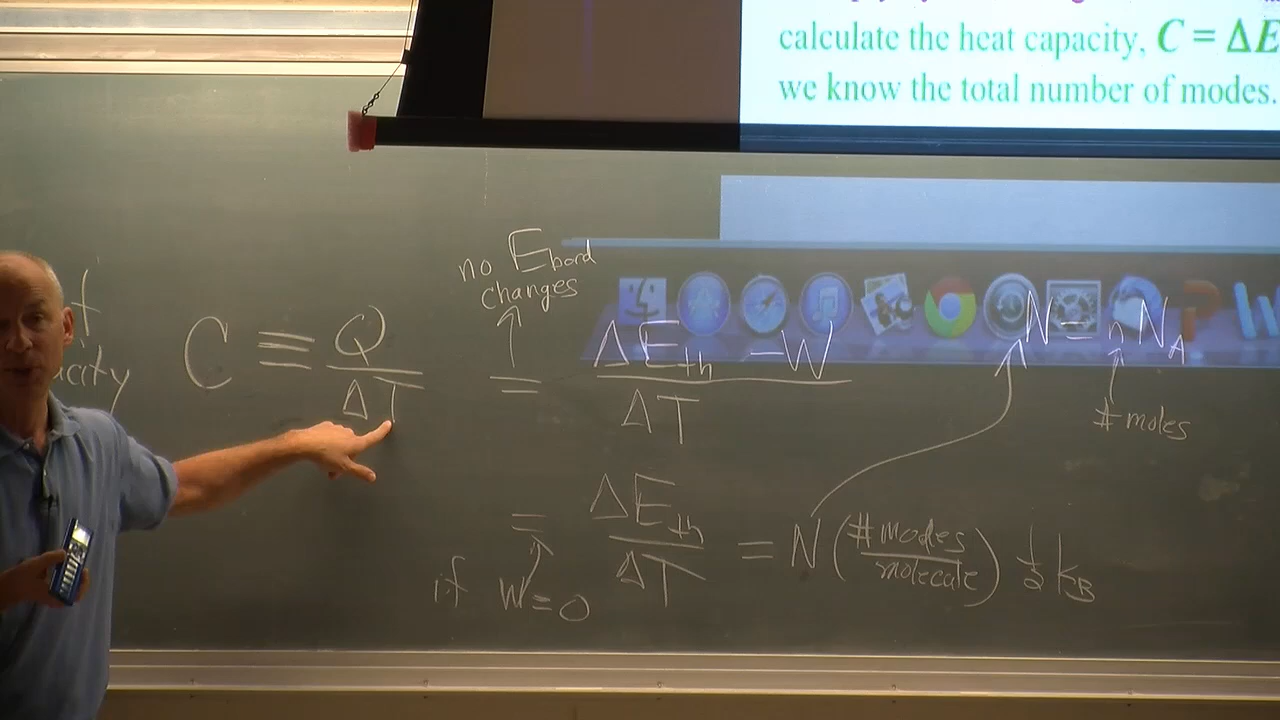 calculate the heat capacity, C = ΔE
we know the total number of modes.
no Ebond
changes
C ≡ Q/ΔT = (ΔEth − W)/ΔT
N = nNA
# moles
= ΔEth/ΔT = N (# modes/molecule) ½ kB
if W = 0